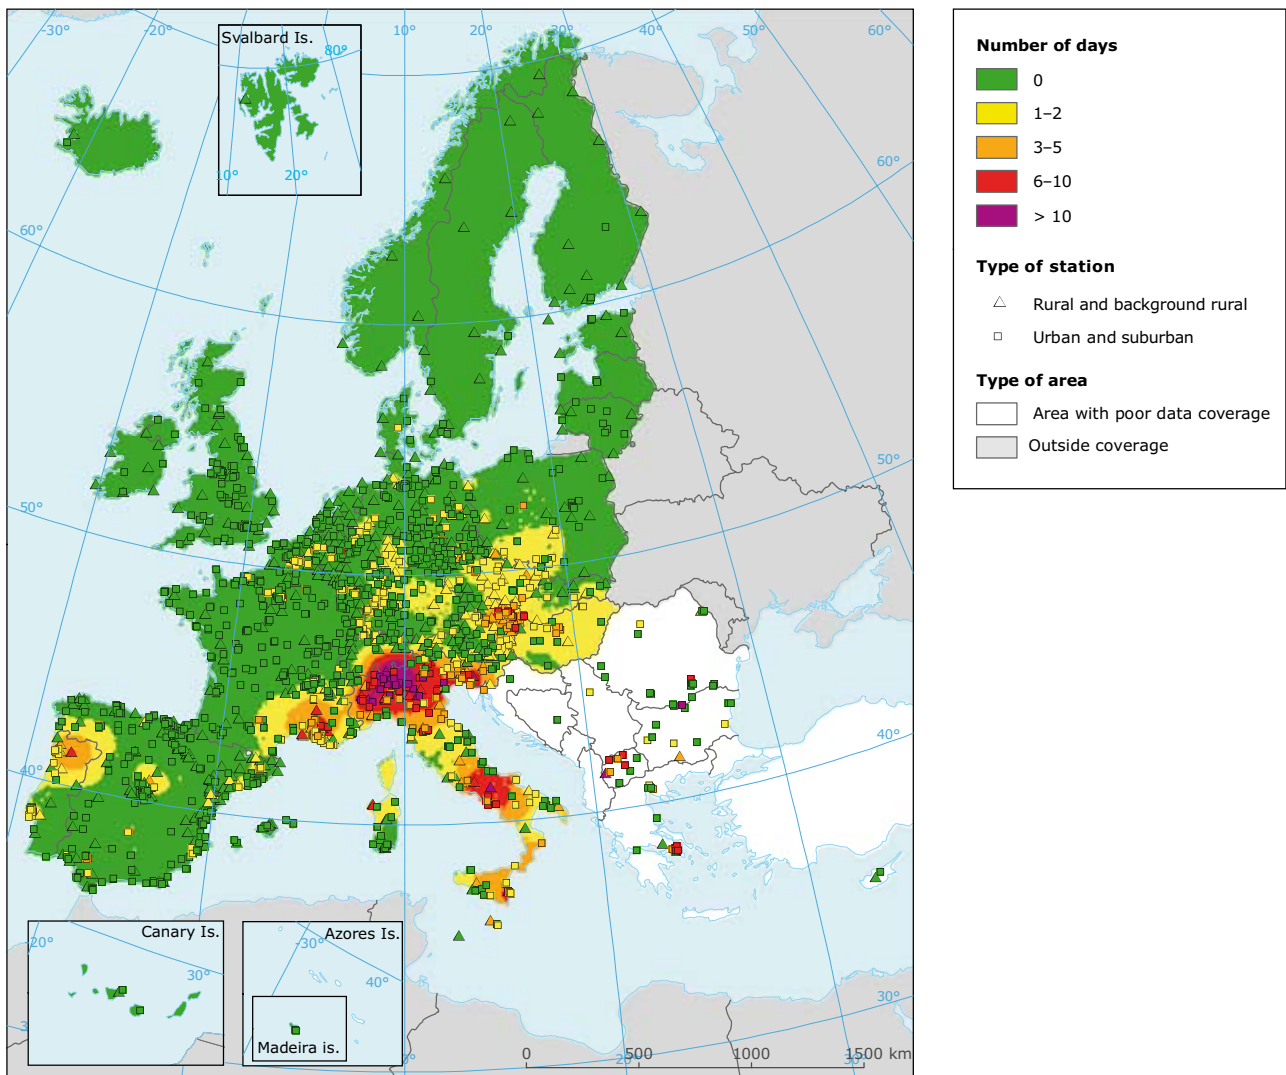 -30°
-20°
10°
20°
30°
40°
50°
60°
Svalbard Is.
80°
10°
20°
60°
60°
50°
50°
40°
40°
30°
Canary Is.
20°
30°
Azores Is.
-30°
40°
Madeira is.
0
500
1000
1500 km
Number of days
0
1–2
3–5
6–10
> 10
Type of station
Rural and background rural
Urban and suburban
Type of area
Area with poor data coverage
Outside coverage